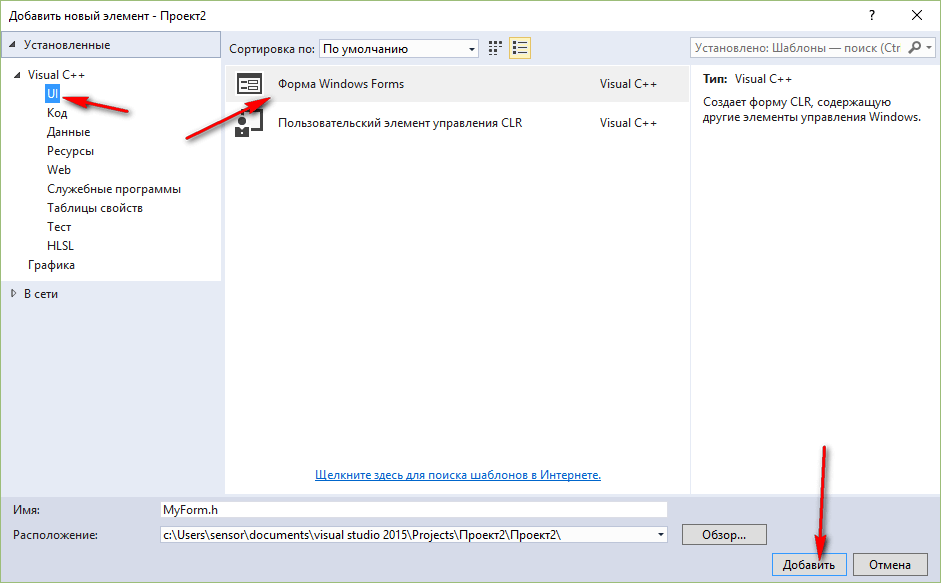 Добавить новый элемент - Проект2
?
Установленные
Сортировка по: По умолчанию
Установлено: Шаблоны — поиск (Ctr
Visual C++
UI
Код
Данные
Ресурсы
Web
Служебные программы
Таблицы свойств
Тест
HLSL
Графика
В сети
Форма Windows Forms Visual C++
Пользовательский элемент управления CLR Visual C++
Щелкните здесь для поиска шаблонов в Интернете.
Тип: Visual C++
Создает форму CLR, содержащую
другие элементы управления Windows.
Имя: MyForm.h
Расположение: c:\Users\sensor\documents\visual studio 2015\Projects\Проект2\Проект2\
Обзор...
Добавить Отмена